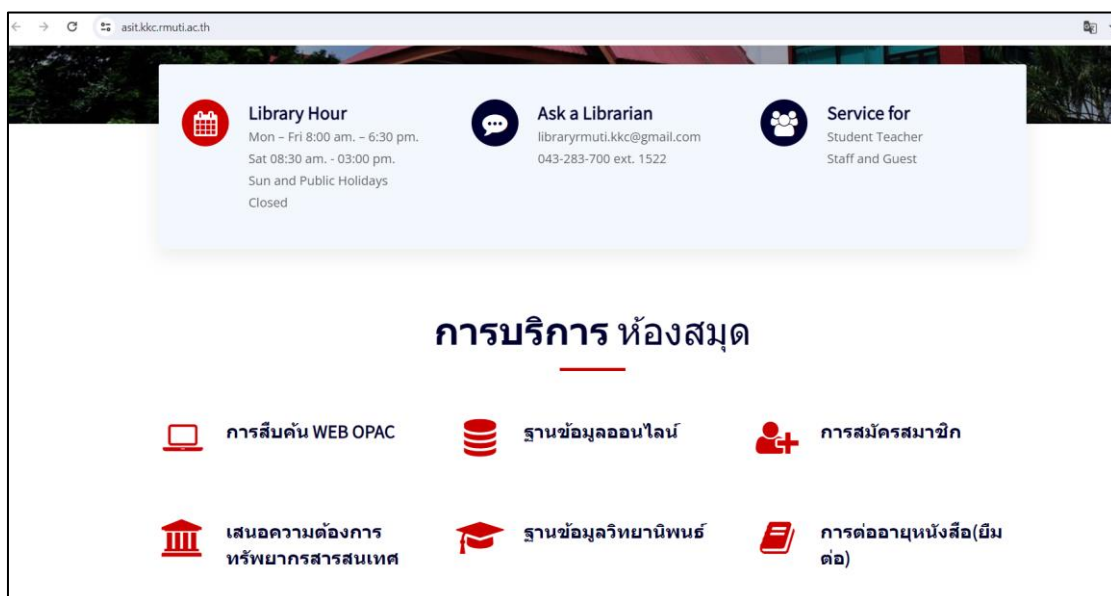 asit.kkc.rmuti.ac.th
Library Hour
Mon – Fri 8:00 am. – 6:30 pm.
Sat 08:30 am. - 03:00 pm.
Sun and Public Holidays
Closed
Ask a Librarian
libraryrmuti.kkc@gmail.com
043-283-700 ext. 1522
Service for
Student Teacher
Staff and Guest
การบริการ ห้องสมุด
การสืบค้น WEB OPAC
ฐานข้อมูลออนไลน์
การสมัครสมาชิก
เสนอความต้องการ
ทรัพยากรสารสนเทศ
ฐานข้อมูลวิทยานิพนธ์
การต่ออายุหนังสือ(ยืม
ต่อ)